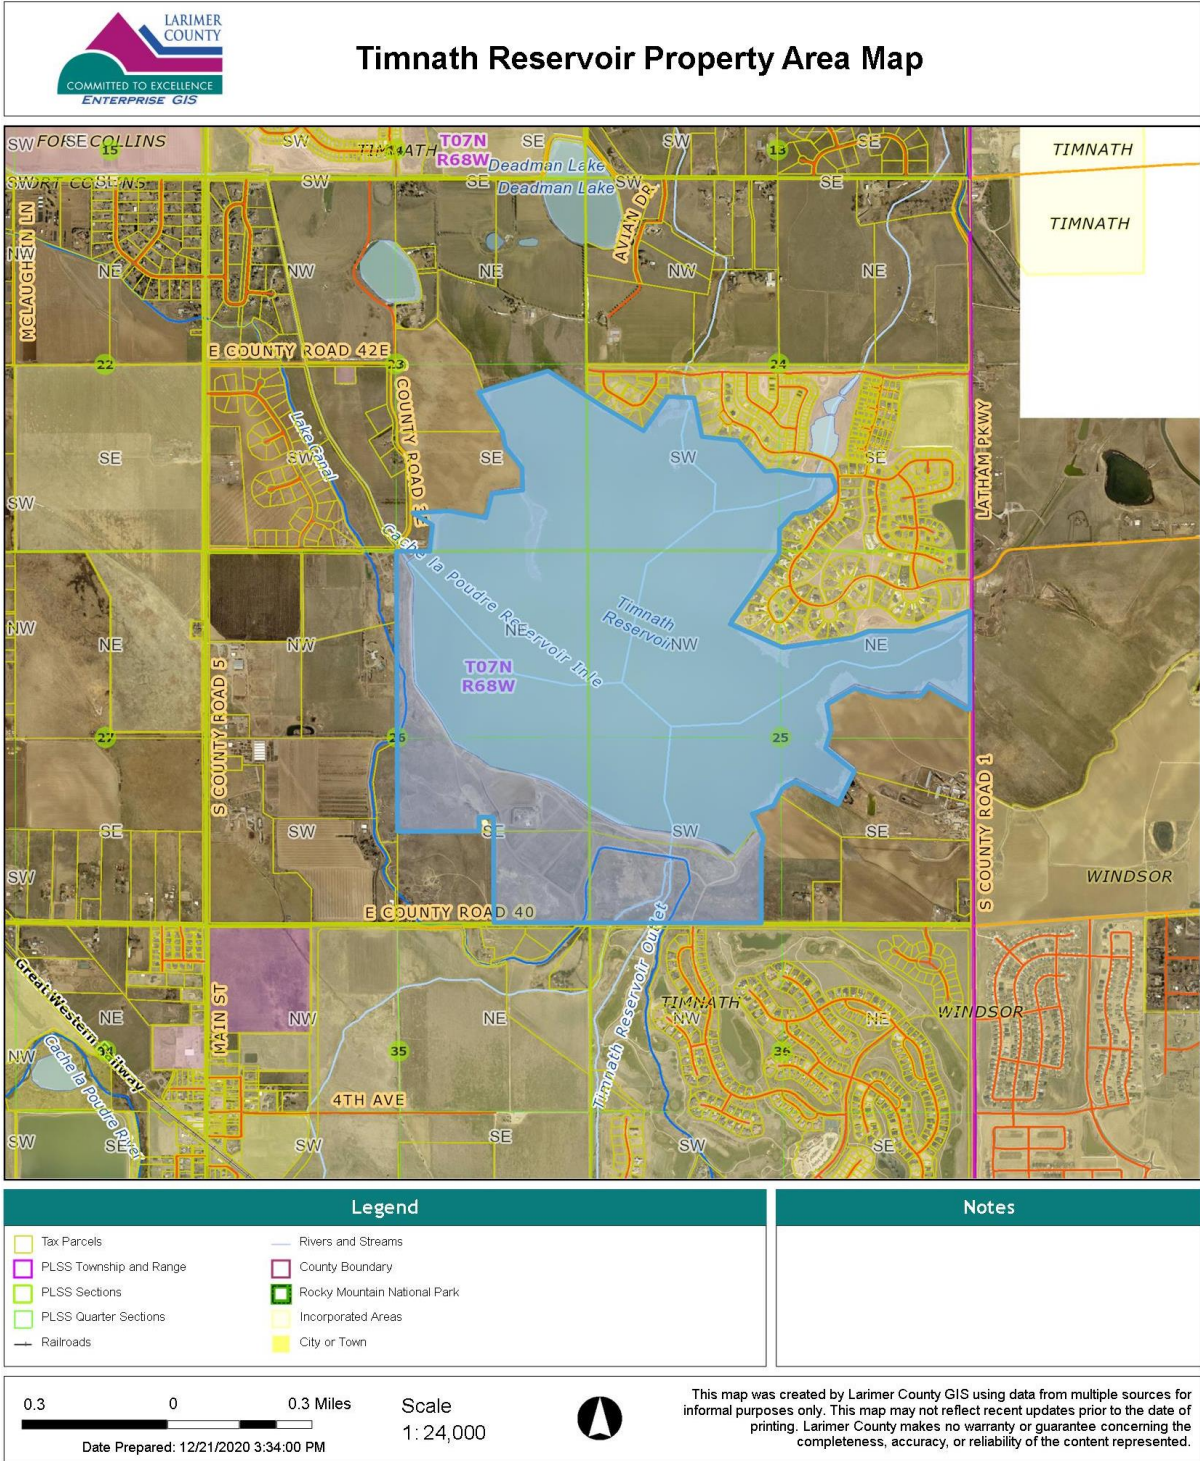 LARIMER
COUNTY
COMMITTED TO EXCELLENCE
ENTERPRISE GIS
Timnath Reservoir Property Area Map
SW
SE
FORT COLLINS
15
SW
TIMNATH
14
T07N
R68W
SE
Deadman Lake
SW
13
SE
TIMNATH
SW
FORT COLLINS
SE
SW
SE
Deadman Lake
SW
SE
TIMNATH
MCLAUGHLIN LN
AVIAN DR
NW
NE
NW
NE
NW
NE
E COUNTY ROAD 42E
22
23
24
Lake Canal
COUNTY ROAD
LATHAM PKWY
SE
SW
SE
SW
SE
SW
Cache la Poudre Reservoir Inle
Timnath
Reservoir
NW
NE
NW
NE
NW
NE
T07N
R68W
S COUNTY ROAD 5
27
26
25
S COUNTY ROAD 1
SE
SW
SE
SW
SE
SW
WINDSOR
E COUNTY ROAD 40
Great Western Railway
MAIN ST
Timnath Reservoir Outlet
TIMNATH
WINDSOR
NE
NW
NE
NW
NE
NW
34
35
36
Cache la Poudre River
4TH AVE
SW
SE
SW
SE
SW
SE
Legend
Notes
Tax Parcels
PLSS Township and Range
PLSS Sections
PLSS Quarter Sections
Railroads
Rivers and Streams
County Boundary
Rocky Mountain National Park
Incorporated Areas
City or Town
0.3 0 0.3 Miles
Date Prepared: 12/21/2020 3:34:00 PM
Scale
1: 24,000
This map was created by Larimer County GIS using data from multiple sources for
informal purposes only. This map may not reflect recent updates prior to the date of
printing. Larimer County makes no warranty or guarantee concerning the
completeness, accuracy, or reliability of the content represented.